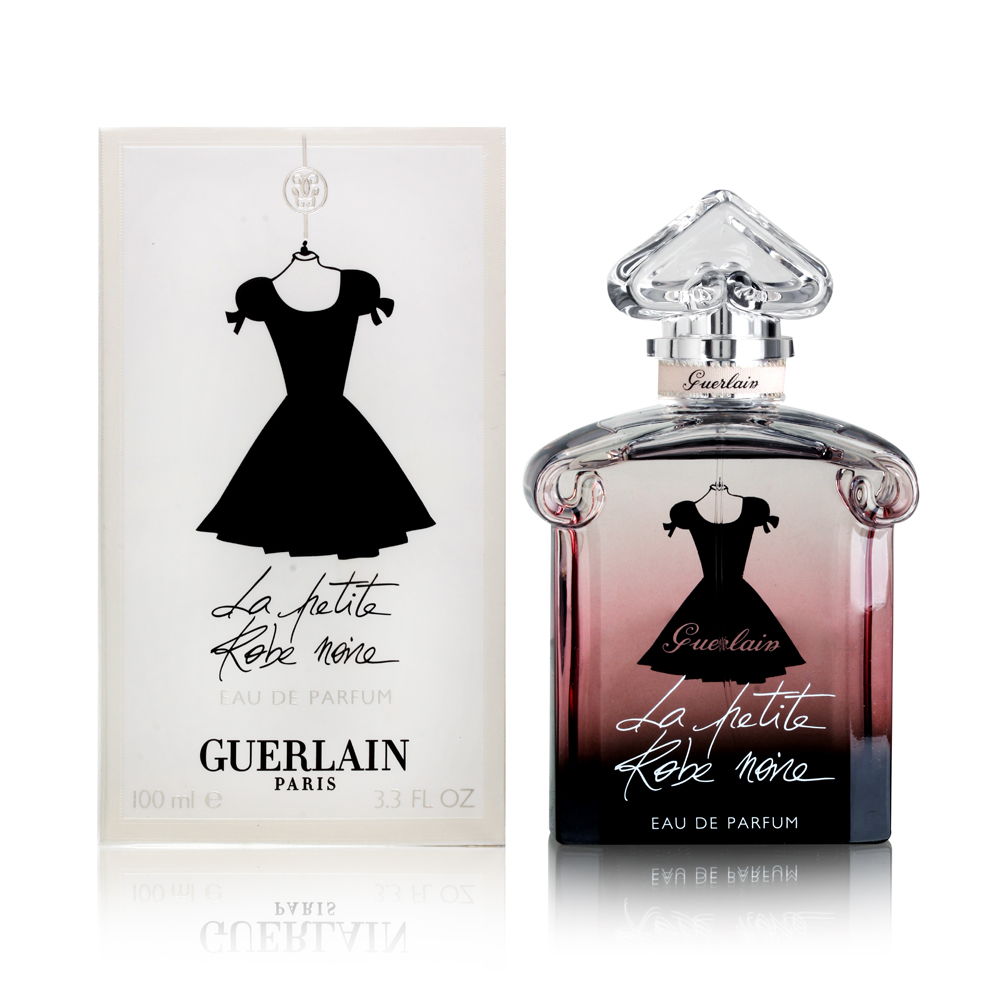 La petite
Robe noire
EAU DE PARFUM
GUERLAIN
PARIS
100 ml e
3.3 FL OZ
Guerlain
Guerlain
La petite
Robe noire
EAU DE PARFUM